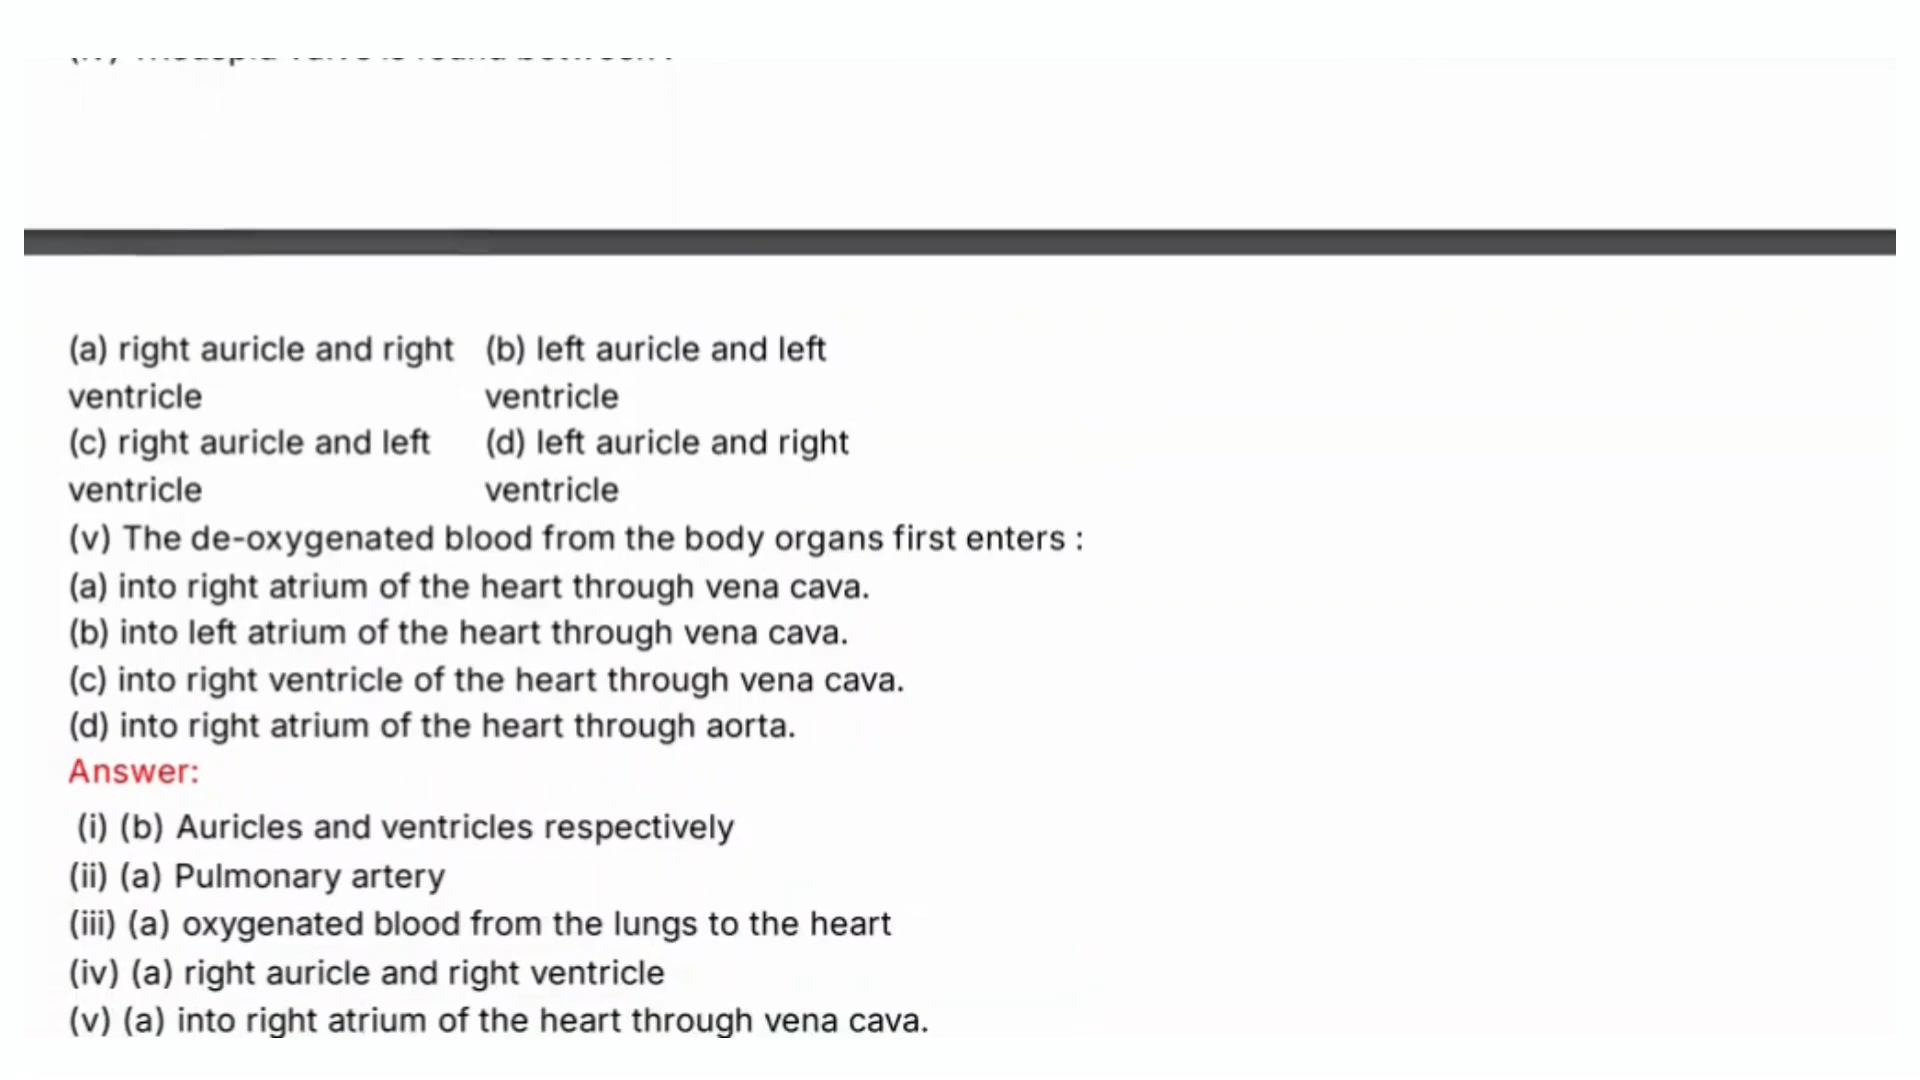 (a) right auricle and right (b) left auricle and left
ventricle ventricle
(c) right auricle and left (d) left auricle and right
ventricle ventricle
(v) The de-oxygenated blood from the body organs first enters :
(a) into right atrium of the heart through vena cava.
(b) into left atrium of the heart through vena cava.
(c) into right ventricle of the heart through vena cava.
(d) into right atrium of the heart through aorta.
Answer:
(i) (b) Auricles and ventricles respectively
(ii) (a) Pulmonary artery
(iii) (a) oxygenated blood from the lungs to the heart
(iv) (a) right auricle and right ventricle
(v) (a) into right atrium of the heart through vena cava.